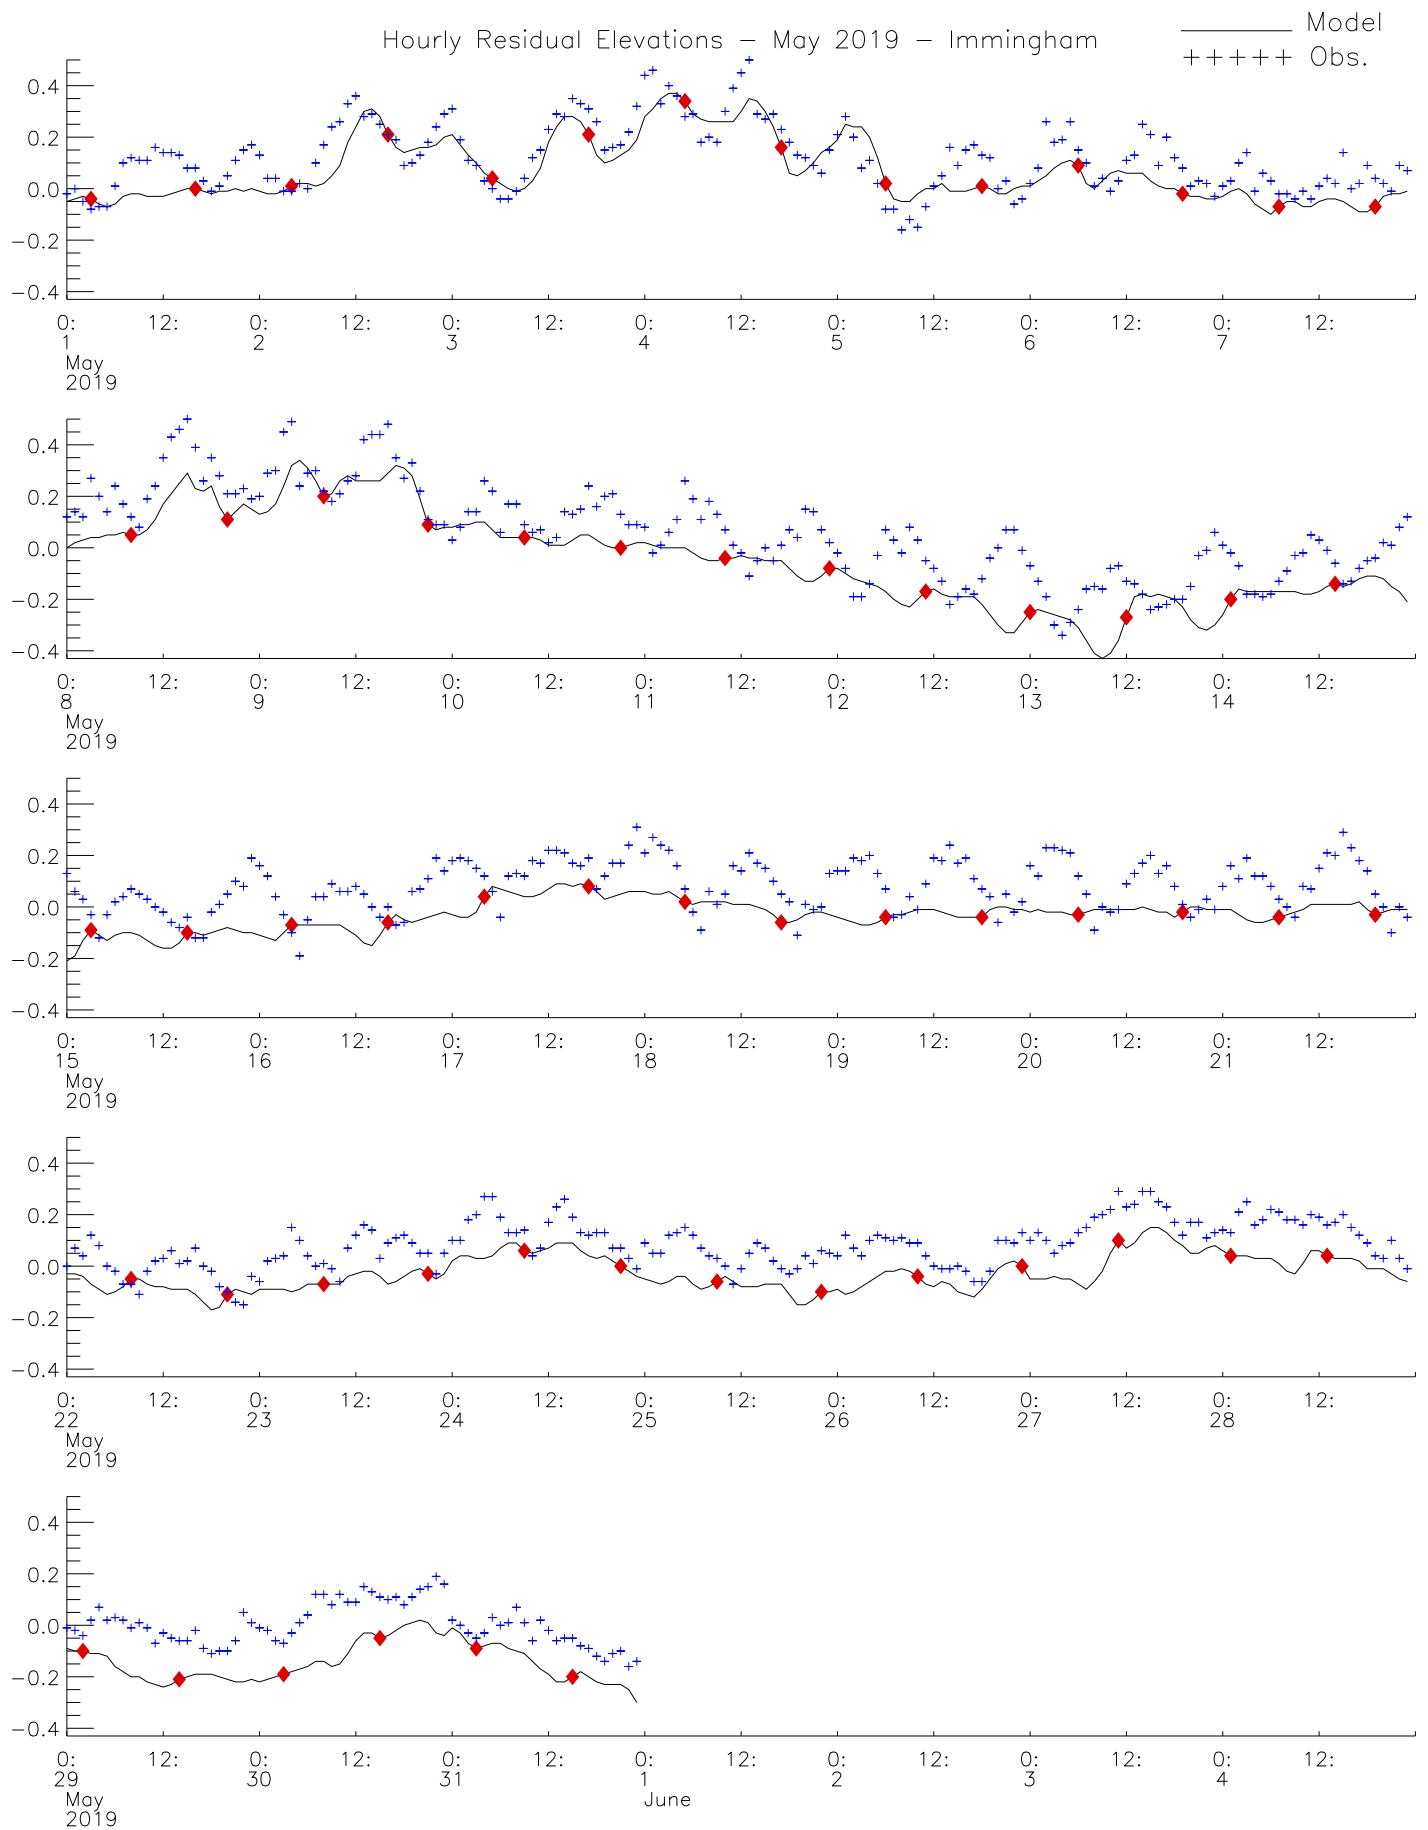 Hourly Residual Elevations − May 2019 − Immingham
Model
+++++ Obs.
0.4
0.2
0.0
−0.2
−0.4
0: 12: 0: 12: 0: 12: 0: 12: 0: 12: 0: 12: 0: 12:
1 2 3 4 5 6 7
May
2019
0.4
0.2
0.0
−0.2
−0.4
0: 12: 0: 12: 0: 12: 0: 12: 0: 12: 0: 12: 0: 12:
8 9 10 11 12 13 14
May
2019
0.4
0.2
0.0
−0.2
−0.4
0: 12: 0: 12: 0: 12: 0: 12: 0: 12: 0: 12: 0: 12:
15 16 17 18 19 20 21
May
2019
0.4
0.2
0.0
−0.2
−0.4
0: 12: 0: 12: 0: 12: 0: 12: 0: 12: 0: 12: 0: 12:
22 23 24 25 26 27 28
May
2019
0.4
0.2
0.0
−0.2
−0.4
0: 12: 0: 12: 0: 12: 0: 12: 0: 12: 0: 12: 0: 12:
29 30 31 1 2 3 4
May June
2019